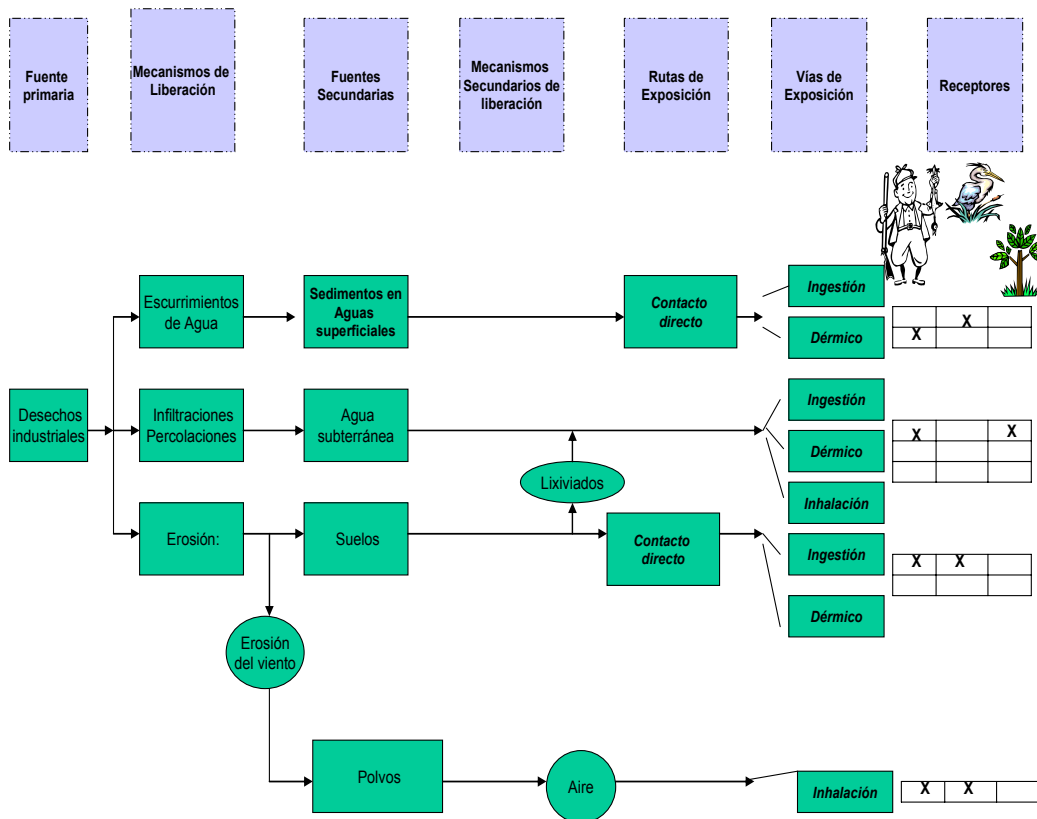 Fuente
primaria
Mecanismos de
Liberación
Fuentes
Secundarias
Mecanismos
Secundarios de
liberación
Rutas de
Exposición
Vías de
Exposición
Receptores
Escurrimientos
de Agua
Sedimentos en
Aguas
superficiales
Contacto
directo
Ingestión
Dérmico
X
X
Desechos
industriales
Infiltraciones
Percolaciones
Agua
subterránea
Ingestión
Dérmico
Inhalación
X X
Lixiviados
Erosión:
Suelos
Contacto
directo
Ingestión
Dérmico
X X
Erosión
del viento
Polvos
Aire
Inhalación
X X